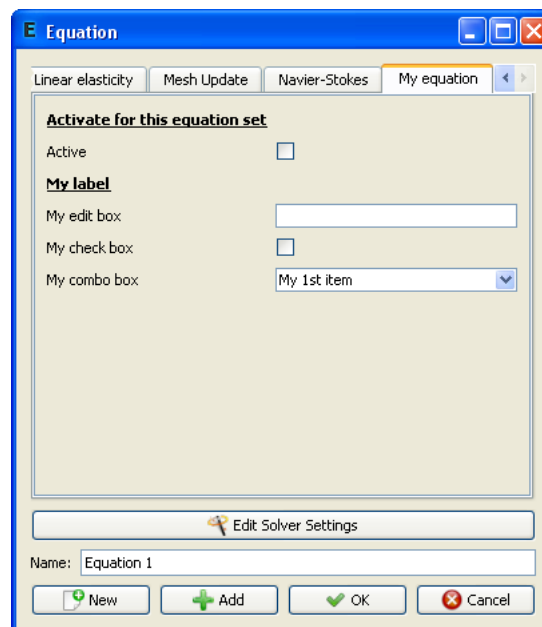 E Equation
Linear elasticity Mesh Update Navier-Stokes My equation
Activate for this equation set
Active
My label
My edit box
My check box
My combo box My 1st item
Edit Solver Settings
Name: Equation 1
New Add OK Cancel